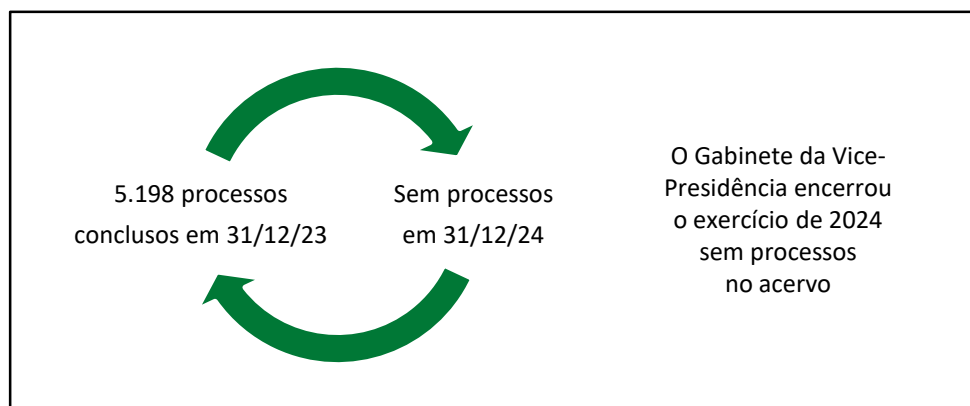 5.198 processos
conclusos em 31/12/23
Sem processos
em 31/12/24
O Gabinete da Vice-
Presidência encerrou
o exercício de 2024
sem processos
no acervo